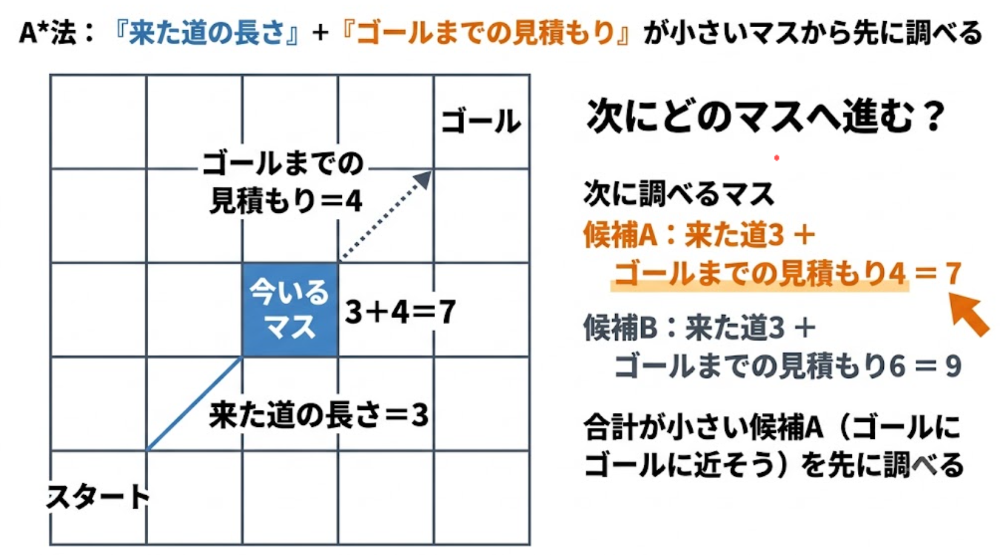 A*法：『来た道の長さ』+『ゴールまでの見積もり』が小さいマスから先に調べる
ゴール
ゴールまでの
見積もり＝4
今いる
マス
3＋4＝7
来た道の長さ＝3
スタート
次にどのマスへ進む？
次に調べるマス
候補A：来た道3 ＋
ゴールまでの見積もり4 ＝ 7
候補B：来た道3 ＋
ゴールまでの見積もり6 ＝ 9
合計が小さい候補A（ゴールに
ゴールに近そう）を先に調べる